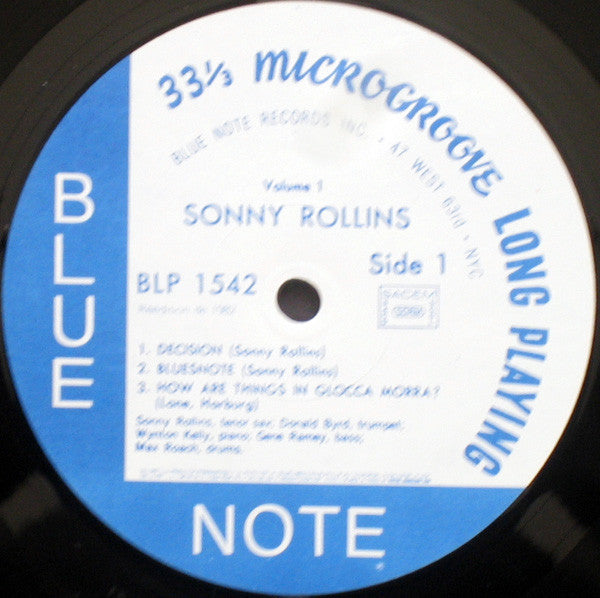 33⅓ MICROGROOVE LONG PLAYING
BLUE NOTE RECORDS INC. • 47 WEST 63rd • NYC
Volume 1
SONNY ROLLINS
Side 1
BLP 1542
SACEM
1. DECISION (Sonny Rollins)
2. BLUESNOTE (Sonny Rollins)
3. HOW ARE THINGS IN GLOCCA MORRA?
(Lane, Harburg)
Sonny Rollins, tenor sax; Donald Byrd, trumpet;
Wynton Kelly, piano; Gene Ramey, bass;
Max Roach, drums.
BLUE
NOTE